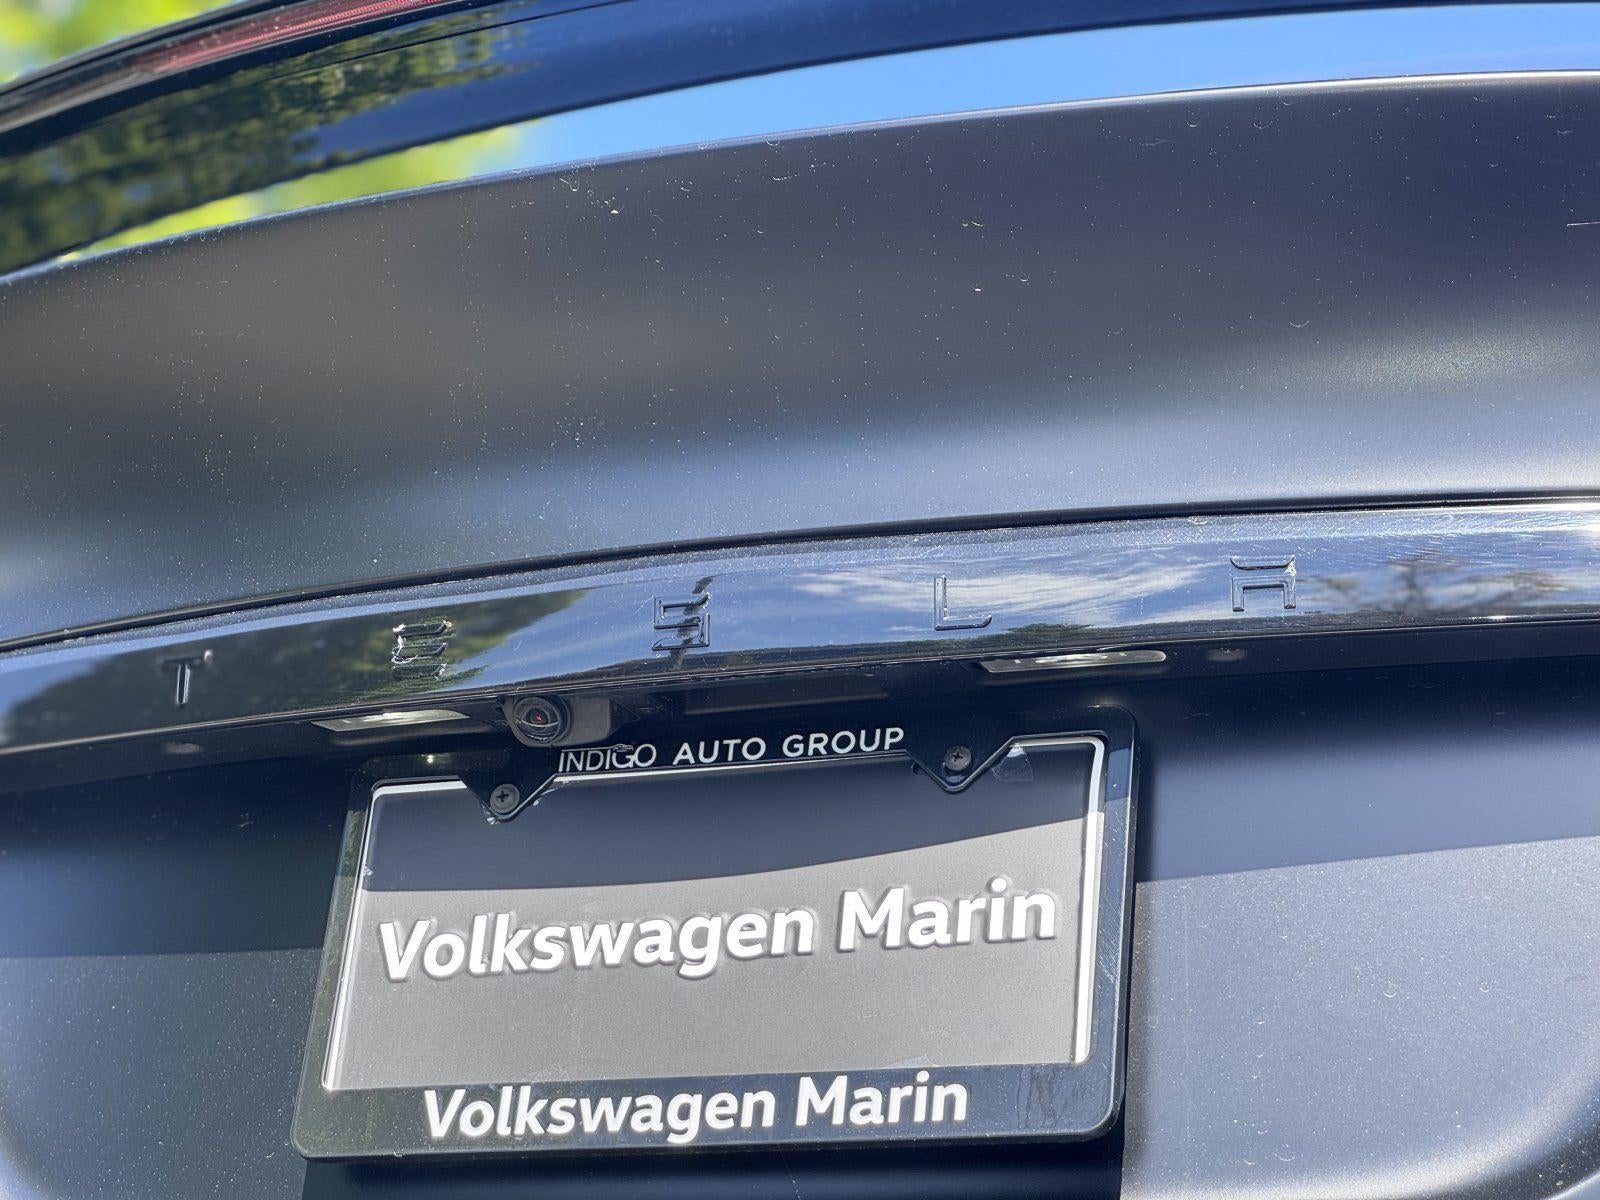 TESLA
INDIGO AUTO GROUP
Volkswagen Marin
Volkswagen Marin